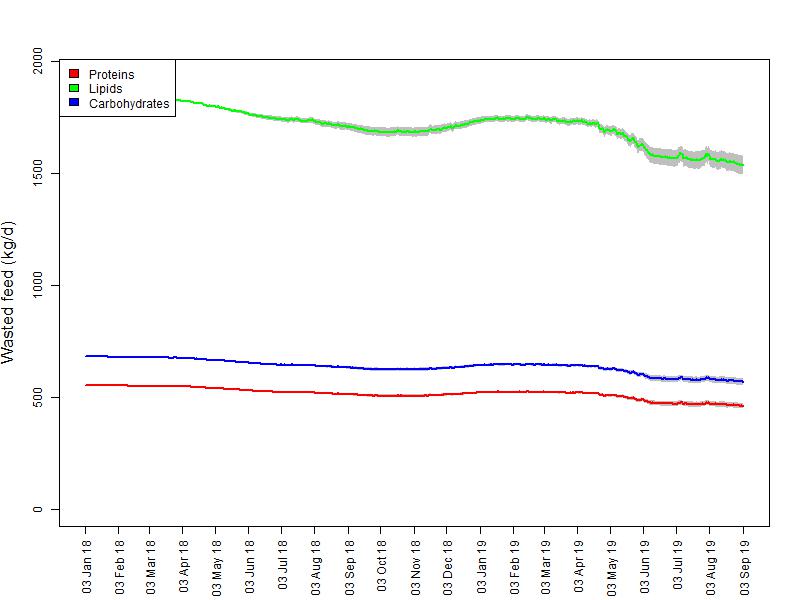 Proteins
Lipids
Carbohydrates
Wasted feed (kg/d)
2000
1500
1000
500
0
03 Jan 18
03 Feb 18
03 Mar 18
03 Apr 18
03 May 18
03 Jun 18
03 Jul 18
03 Aug 18
03 Sep 18
03 Oct 18
03 Nov 18
03 Dec 18
03 Jan 19
03 Feb 19
03 Mar 19
03 Apr 19
03 May 19
03 Jun 19
03 Jul 19
03 Aug 19
03 Sep 19